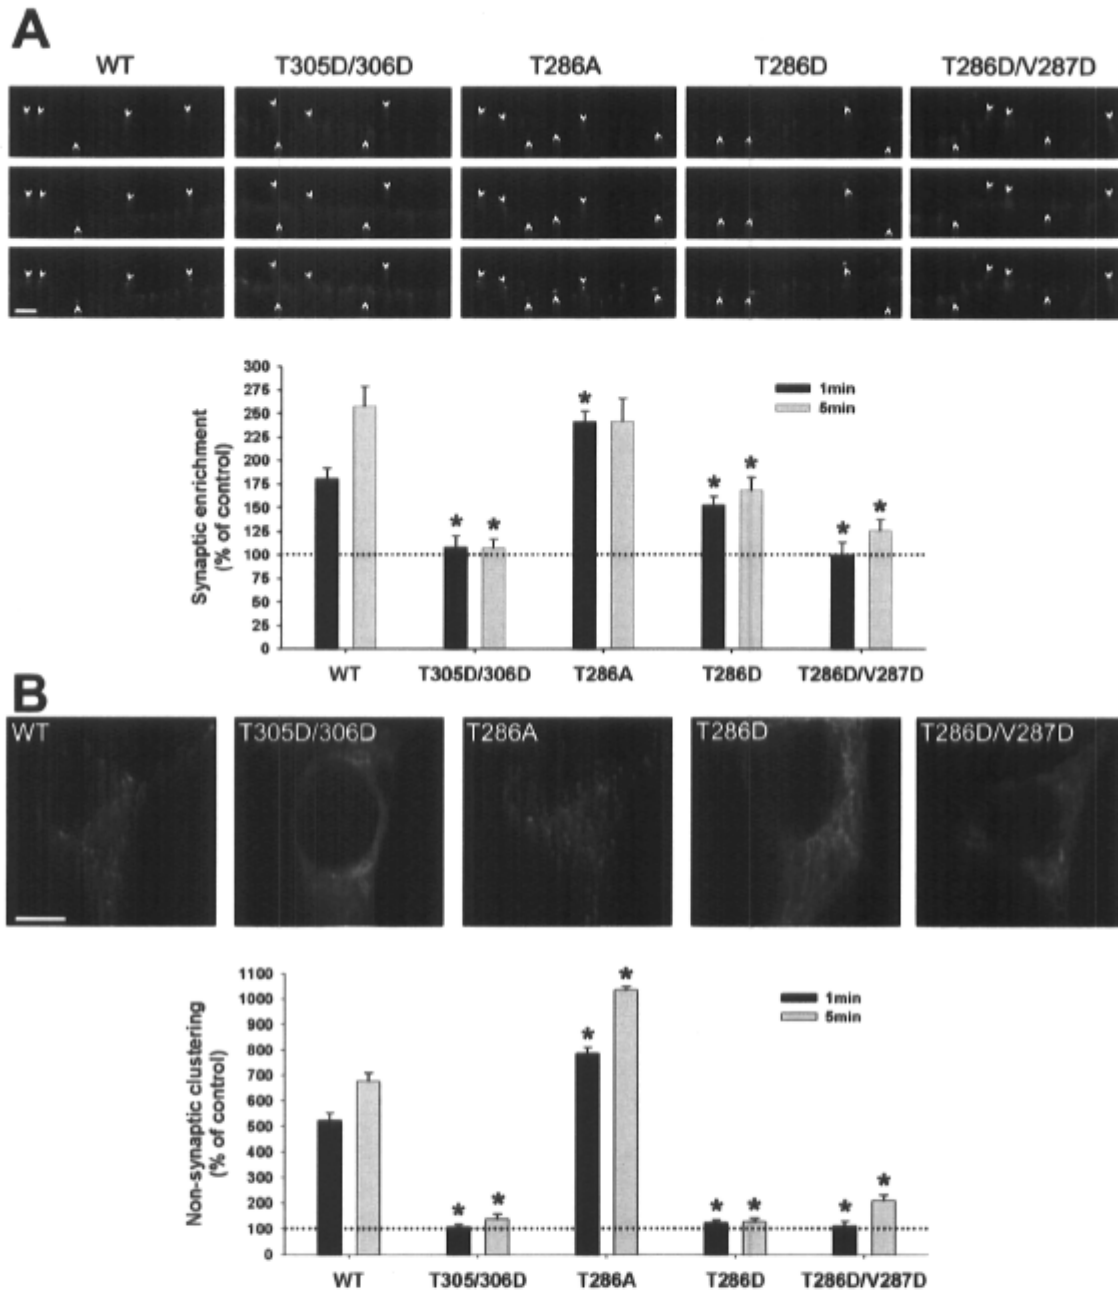 A
WT T305D/306D T286A T286D T286D/V287D
300
275
250
225
200
175
150
125
100
75
50
25
0
Synaptic enrichment
(% of control)
1min
5min
* * * * * * *
WT T305D/306D T286A T286D T286D/V287D
B
WT T305D/306D T286A T286D T286D/V287D
1100
1000
900
800
700
600
500
400
300
200
100
0
Non-synaptic clustering
(% of control)
1min
5min
* * * * * * * *
WT T305/306D T286A T286D T286D/V287D